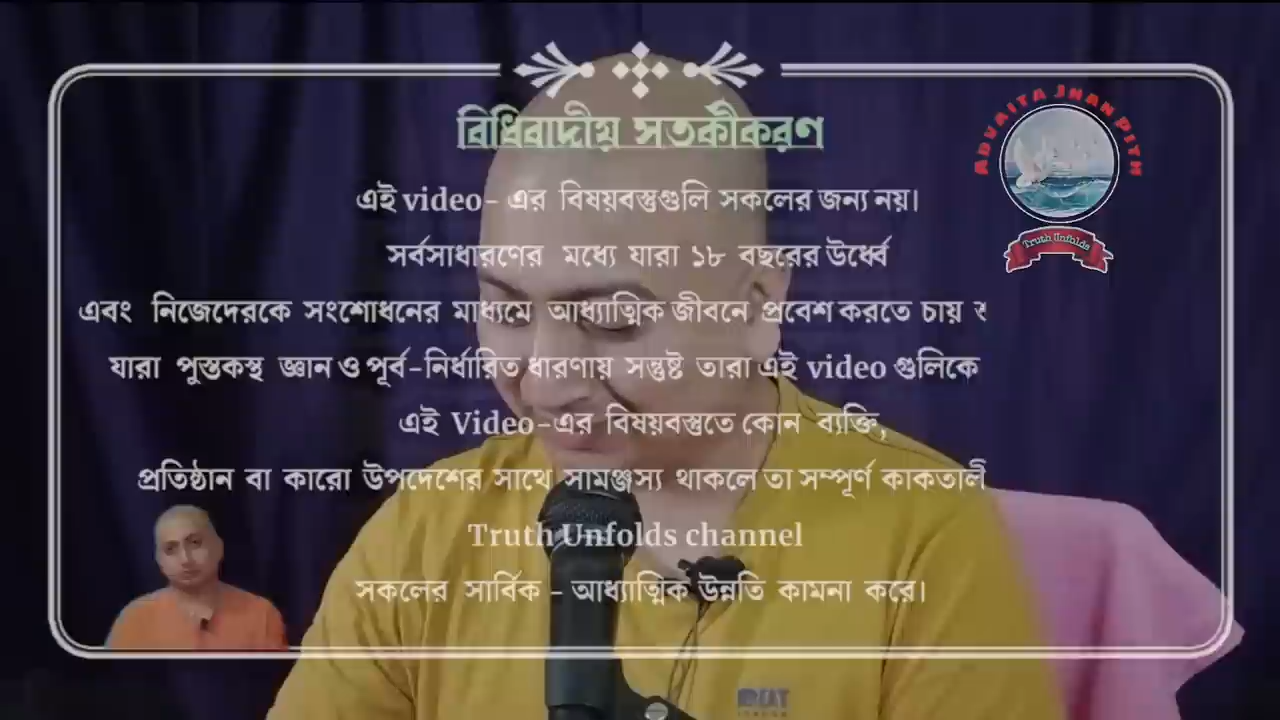 বিধিবাদীয় সতর্কীকরণ
ADVAITA JNAN PITH
এই video- এর বিষয়বস্তুগুলি সকলের জন্য নয়।
সর্বসাধারণের মধ্যে যারা ১৮ বছরের উর্ধ্বে
Truth Unfolds
এবং নিজেদেরকে সংশোধনের মাধ্যমে আধ্যাত্মিক জীবনে প্রবেশ করতে চায়
যারা পুস্তকস্থ জ্ঞান ও পূর্ব-নির্ধারিত ধারণায় সন্তুষ্ট তারা এই video গুলিকে
এই Video-এর বিষয়বস্তুতে কোন ব্যক্তি,
প্রতিষ্ঠান বা কারো উপদেশের সাথে সামঞ্জস্য থাকলে তা সম্পূর্ণ কাকতালী
Truth Unfolds channel
সকলের সার্বিক - আধ্যাত্মিক উন্নতি কামনা করে।